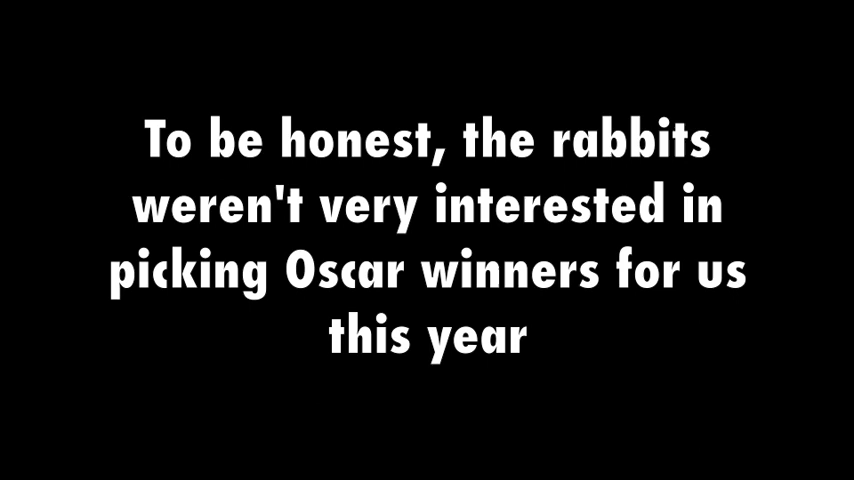 To be honest, the rabbits
weren't very interested in
picking Oscar winners for us
this year